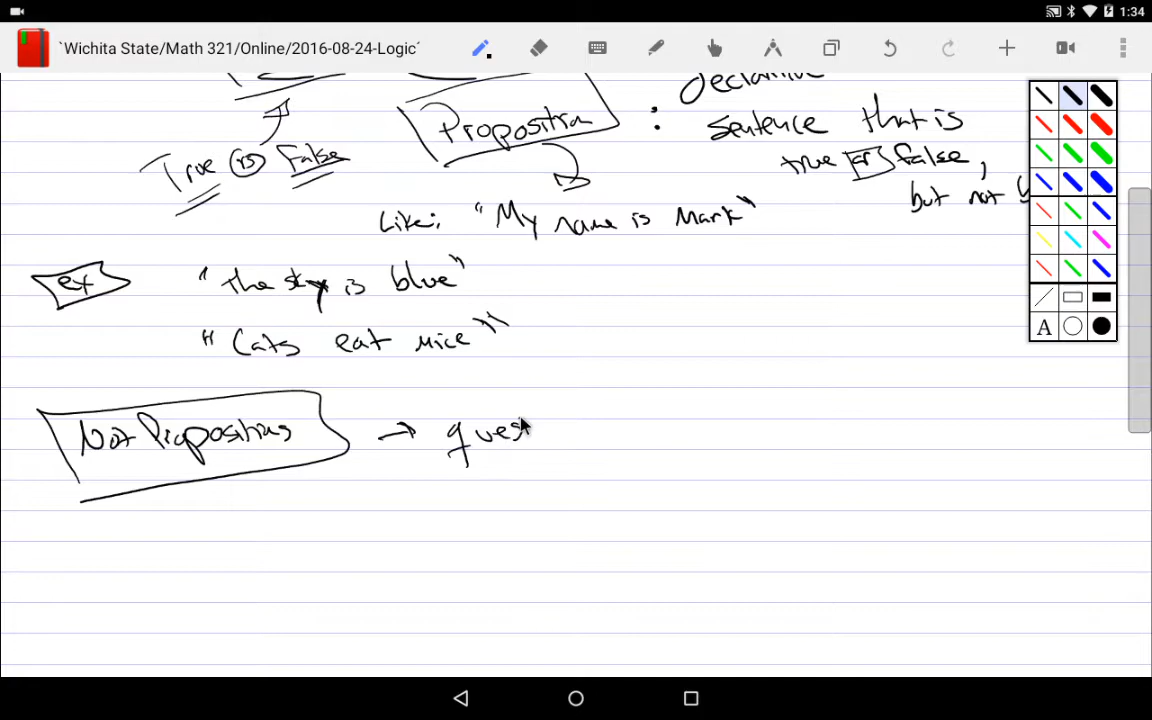 1:34
`Wichita State/Math 321/Online/2016-08-24-Logic`
declarative
Proposition : sentence that is
True or False true or false,
but not
Like: "My name is Mark"
ex "the sky is blue"
"Cats eat mice"
Not Propositions → ques
A